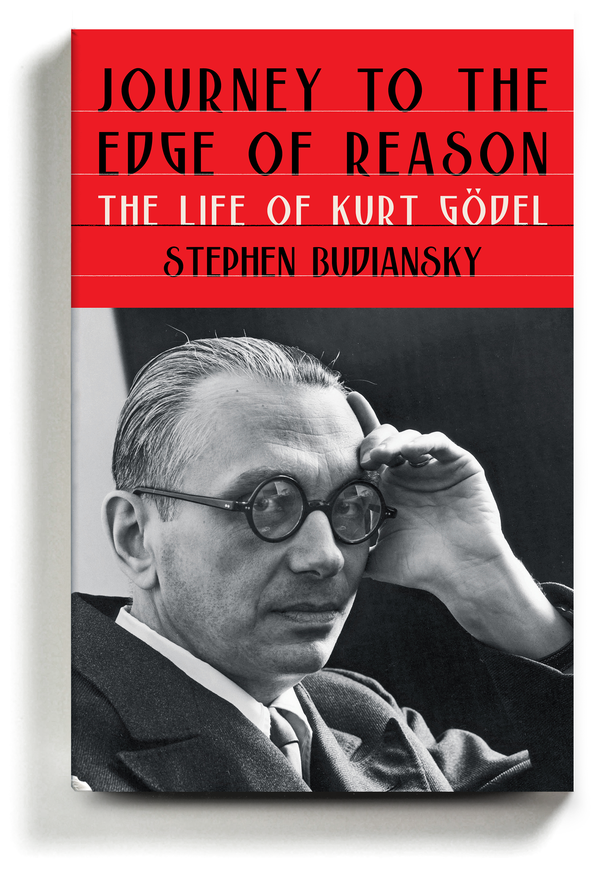 JOURNEY TO THE
EDGE OF REASON
THE LIFE OF KURT GÖDEL
STEPHEN BUDIANSKY